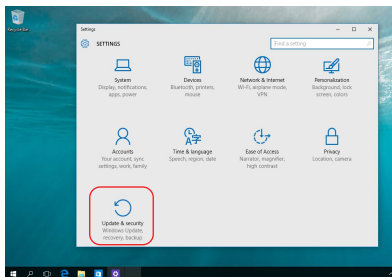 Recycle Bin
Settings
SETTINGS
Find a setting
System
Display, notifications,
apps, power
Devices
Bluetooth, printers,
mouse
Network & Internet
Wi-Fi, airplane mode,
VPN
Personalization
Background, lock
screen, colors
Accounts
Your account, sync
settings, work, family
A字
Time & language
Speech, region, date
Ease of Access
Narrator, magnifier,
high contrast
Privacy
Location, camera
Update & security
Windows Update,
recovery, backup